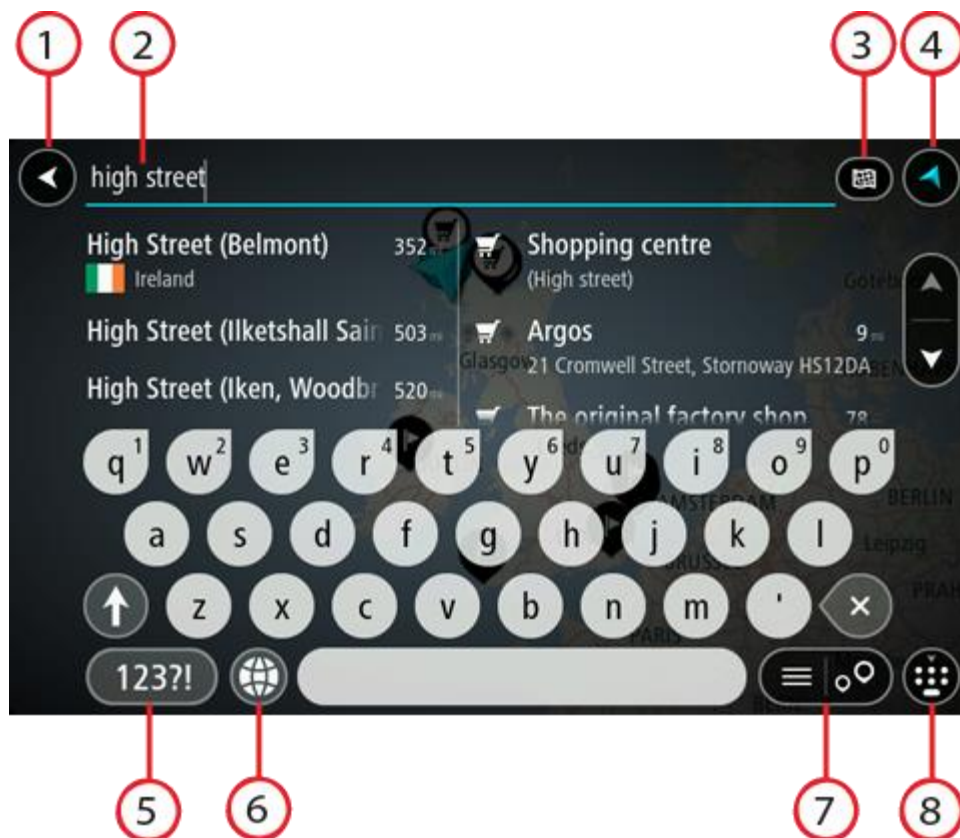 1
2
3
4
high street
High Street (Belmont) 352
Ireland
High Street (Ilketshall Sain 503 mi
High Street (Iken, Woodbr 520 mi
Shopping centre
(High street)
Argos 9 mi
21 Cromwell Street, Stornoway HS12DA
The original factory shop 78
Glasgow
q 1 w 2 e 3 r 4 t 5 y 6 u 7 i 8 o 9 p 0
AMSTERDAM
BERLIN
a s d f g h j k l
Leipzig
z x c v b n m '
PARIS
123?!
5
6
7
8